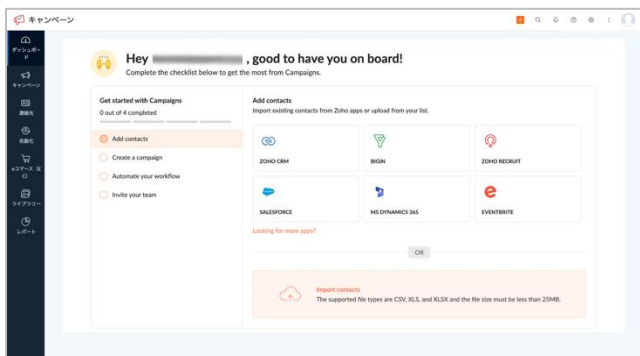 キャンペーン
ダッシュボー
ド
キャンペーン
連絡先
自動化
eコマース (E
C)
ライブラリー
レポート
Hey , good to have you on board!
Complete the checklist below to get the most from Campaigns.
Get started with Campaigns
0 out of 4 completed
Add contacts
Create a campaign
Automate your workflow
Invite your team
Add contacts
Import existing contacts from Zoho apps or upload from your list.
ZOHO CRM
BIGIN
ZOHO RECRUIT
SALESFORCE
MS DYNAMICS 365
EVENTBRITE
Looking for more apps?
OR
Import contacts
The supported file types are CSV, XLS, and XLSX and the file size must be less than 25MB.